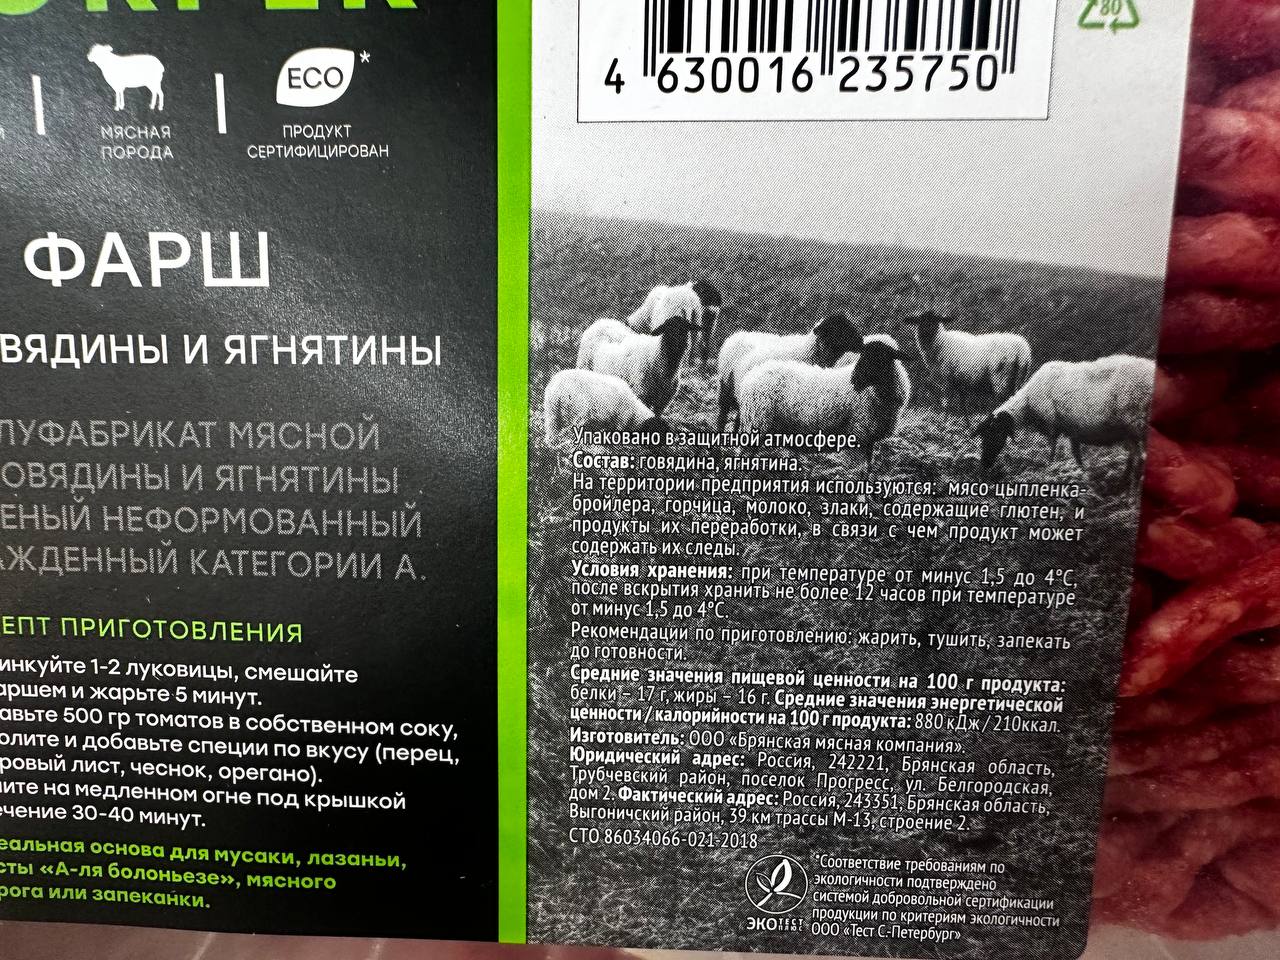 МЯСНАЯ
ПОРОДА
ECO*
ПРОДУКТ
СЕРТИФИЦИРОВАН
ФАРШ
ВЯДИНЫ И ЯГНЯТИНЫ
ЛУФАБРИКАТ МЯСНОЙ
ОВЯДИНЫ И ЯГНЯТИНЫ
ЕНЫЙ НЕФОРМОВАННЫЙ
АЖДЕННЫЙ КАТЕГОРИИ А.
ЕПТ ПРИГОТОВЛЕНИЯ
инкуйте 1-2 луковицы, смешайте
аршем и жарьте 5 минут.
авьте 500 гр томатов в собственном соку,
олите и добавьте специи по вкусу (перец,
ровый лист, чеснок, орегано).
ите на медленном огне под крышкой
ечение 30-40 минут.
еальная основа для мусаки, лазаньи,
сты «А-ля болоньезе», мясного
рога или запеканки.
80
4 630016 235750
Упаковано в защитной атмосфере.
Состав: говядина, ягнятина.
На территории предприятия используются: мясо цыпленка-
бройлера, горчица, молоко, злаки, содержащие глютен, и
продукты их переработки, в связи с чем продукт может
содержать их следы.
Условия хранения: при температуре от минус 1,5 до 4°С,
после вскрытия хранить не более 12 часов при температуре
от минус 1,5 до 4°С.
Рекомендации по приготовлению: жарить, тушить, запекать
до готовности.
Средние значения пищевой ценности на 100 г продукта:
белки – 17 г, жиры – 16 г. Средние значения энергетической
ценности / калорийности на 100 г продукта: 880 кДж / 210ккал.
Изготовитель: ООО «Брянская мясная компания».
Юридический адрес: Россия, 242221, Брянская область,
Трубчевский район, поселок Прогресс, ул. Белгородская,
дом 2. Фактический адрес: Россия, 243351, Брянская область,
Выгоничский район, 39 км трассы М-13, строение 2.
СТО 86034066-021-2018
ЭКО ТЕСТ ПЛЮС
*Соответствие требованиям по
экологичности подтверждено
системой добровольной сертификации
продукции по критериям экологичности
ООО «Тест С.-Петербург»